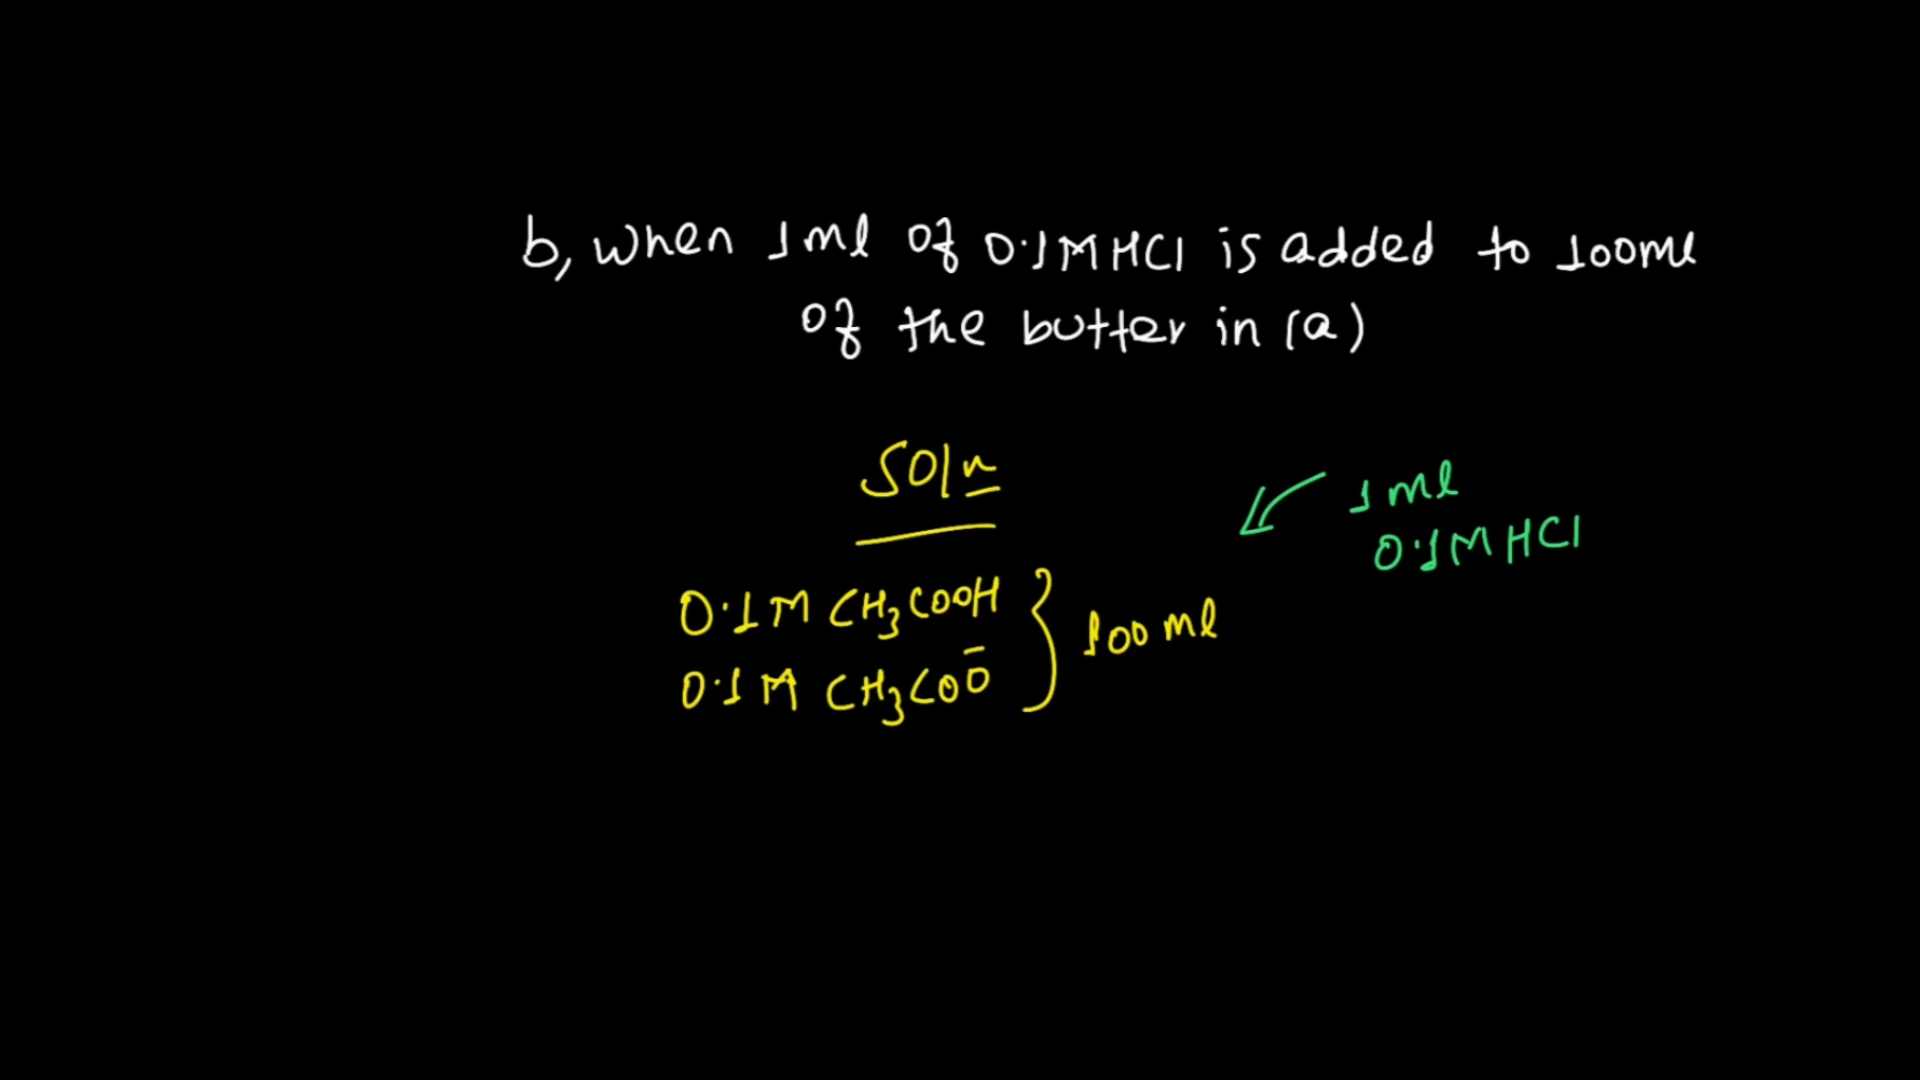 b, when 1ml of 0.1M HCl is added to 100ml
of the buffer in (a)
Soln
1ml
0.1M HCl
0.1M CH₃COOH
100 ml
0.1M CH₃COO⁻